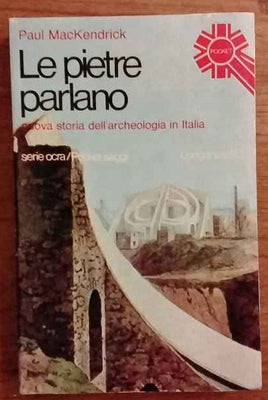 Paul MacKendrick
POCKET
Le pietre
parlano
nuova storia dell'archeologia in Italia
serie ocra/Pocket saggi
Longanesi &